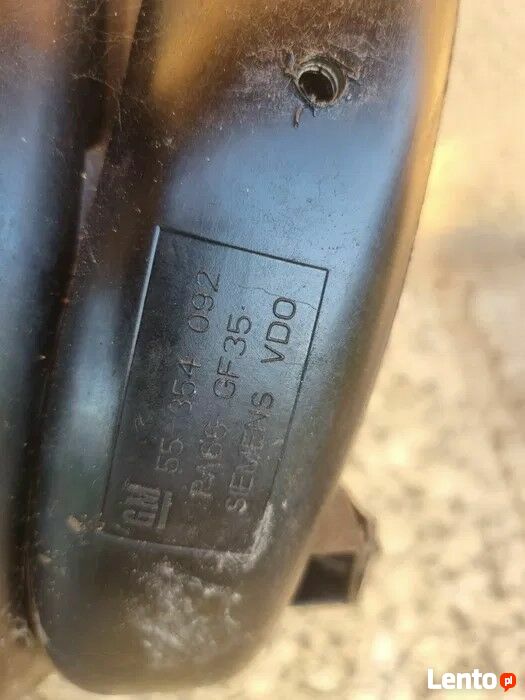 GM 55 354 092
PA66 GF35
SIEMENS VDO
Lento.pl